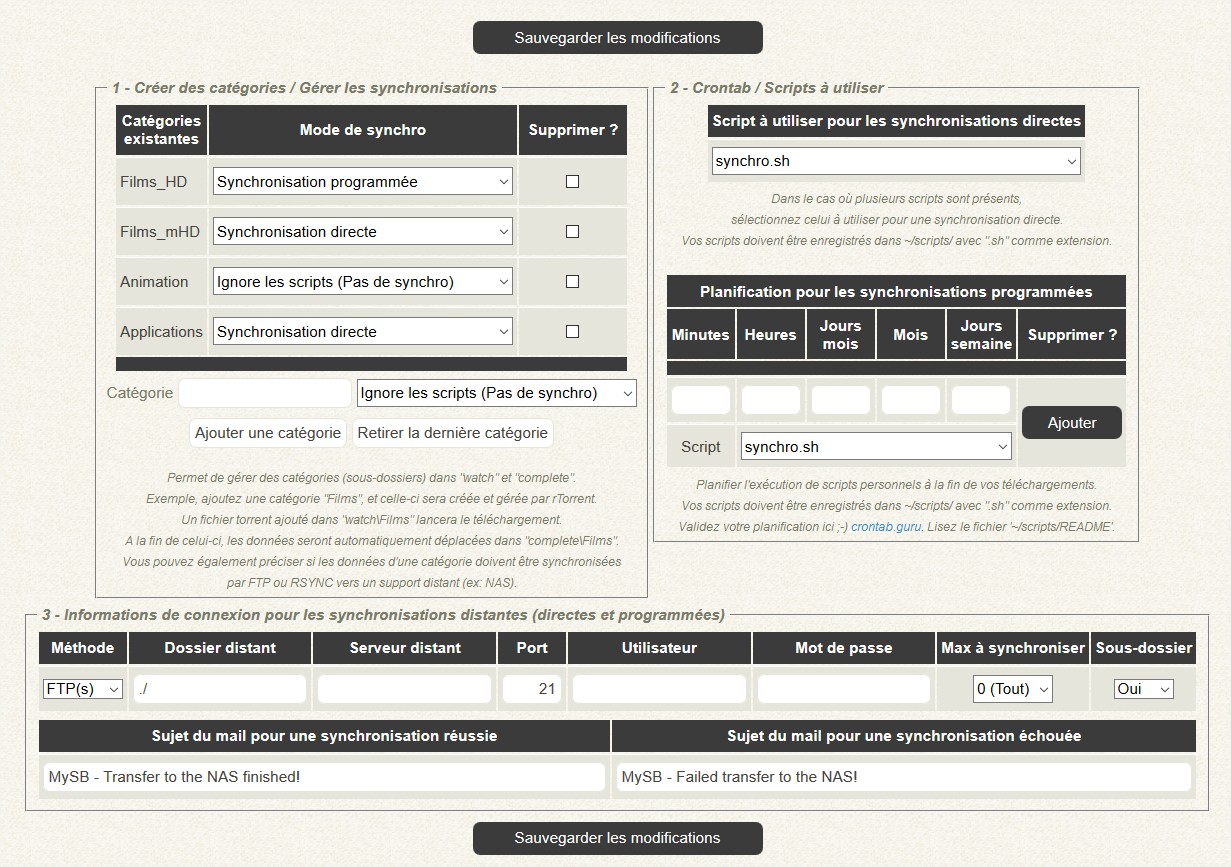 Sauvegarder les modifications
1 - Créer des catégories / Gérer les synchronisations
Catégories existantes
Mode de synchro
Supprimer ?
Films_HD
Synchronisation programmée
Films_mHD
Synchronisation directe
Animation
Ignore les scripts (Pas de synchro)
Applications
Synchronisation directe
Catégorie
Ignore les scripts (Pas de synchro)
Ajouter une catégorie
Retirer la dernière catégorie
Permet de gérer des catégories (sous-dossiers) dans "watch" et "complete".
Exemple, ajoutez une catégorie "Films", et celle-ci sera créée et gérée par rTorrent.
Un fichier torrent ajouté dans "watch\Films" lancera le téléchargement.
A la fin de celui-ci, les données seront automatiquement déplacées dans "complete\Films".
Vous pouvez également préciser si les données d'une catégorie doivent être synchronisées
par FTP ou RSYNC vers un support distant (ex: NAS).
2 - Crontab / Scripts à utiliser
Script à utiliser pour les synchronisations directes
synchro.sh
Dans le cas où plusieurs scripts sont présents,
sélectionnez celui à utiliser pour une synchronisation directe.
Vos scripts doivent être enregistrés dans ~/scripts/ avec ".sh" comme extension.
Planification pour les synchronisations programmées
Minutes
Heures
Jours mois
Mois
Jours semaine
Supprimer ?
Ajouter
Script
synchro.sh
Planifier l'exécution de scripts personnels à la fin de vos téléchargements.
Vos scripts doivent être enregistrés dans ~/scripts/ avec ".sh" comme extension.
Validez votre planification ici ;-) crontab.guru. Lisez le fichier '~/scripts/README'.
3 - Informations de connexion pour les synchronisations distantes (directes et programmées)
Méthode
Dossier distant
Serveur distant
Port
Utilisateur
Mot de passe
Max à synchroniser
Sous-dossier
FTP(s)
./
21
0 (Tout)
Oui
Sujet du mail pour une synchronisation réussie
Sujet du mail pour une synchronisation échouée
MySB - Transfer to the NAS finished!
MySB - Failed transfer to the NAS!
Sauvegarder les modifications